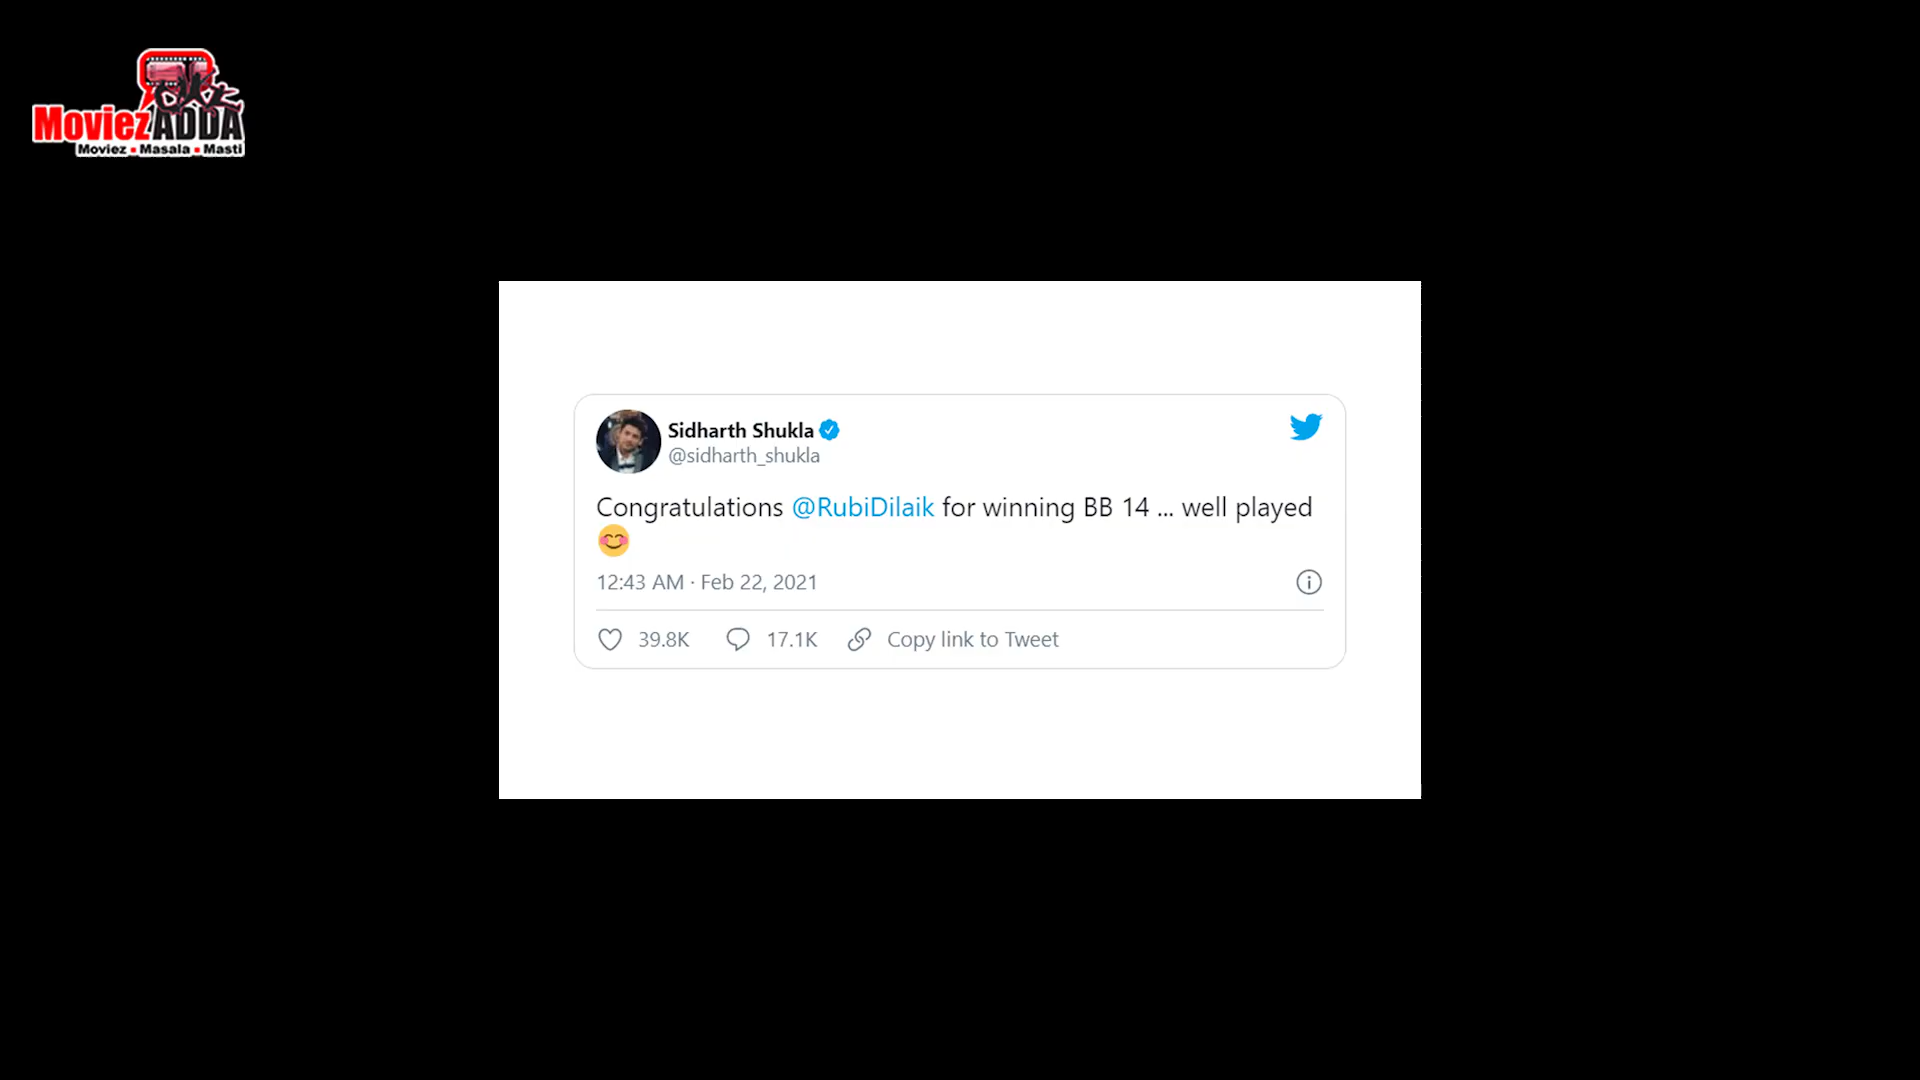 MoviezADDA
Moviez • Masala • Masti
Sidharth Shukla
@sidharth_shukla
Congratulations @RubiDilaik for winning BB 14 ... well played
😊
12:43 AM · Feb 22, 2021
39.8K 17.1K Copy link to Tweet